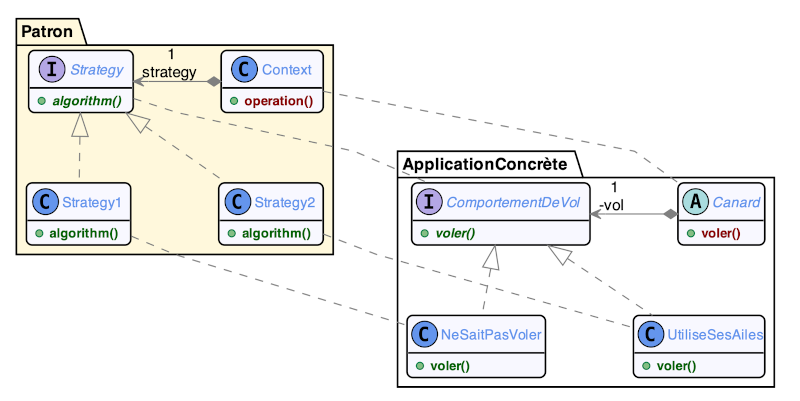 Patron
I Strategy
algorithm()
1
strategy
C Context
operation()
C Strategy1
algorithm()
C Strategy2
algorithm()
ApplicationConcrète
I ComportementDeVol
voler()
1
-vol
A Canard
voler()
C NeSaitPasVoler
voler()
C UtiliseSesAiles
voler()